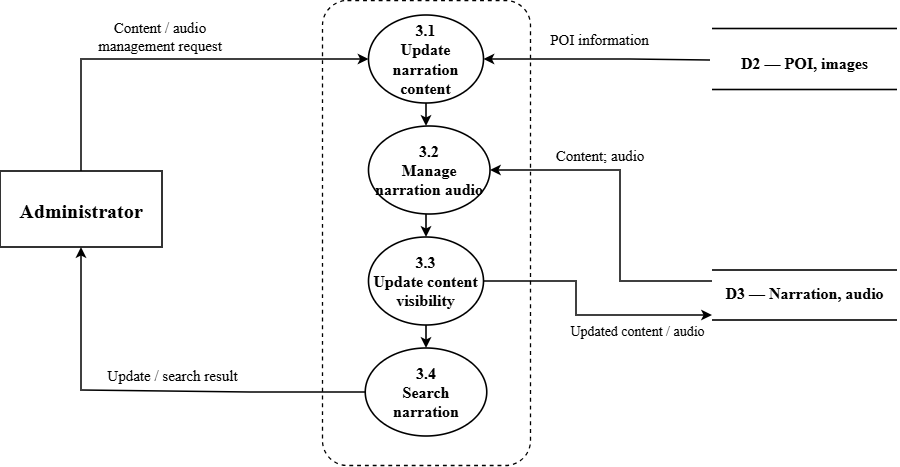 Content / audio
management request
3.1
Update
narration
content
POI information
D2 — POI, images
3.2
Manage
narration audio
Content; audio
Administrator
3.3
Update content
visibility
D3 — Narration, audio
Updated content / audio
Update / search result
3.4
Search
narration